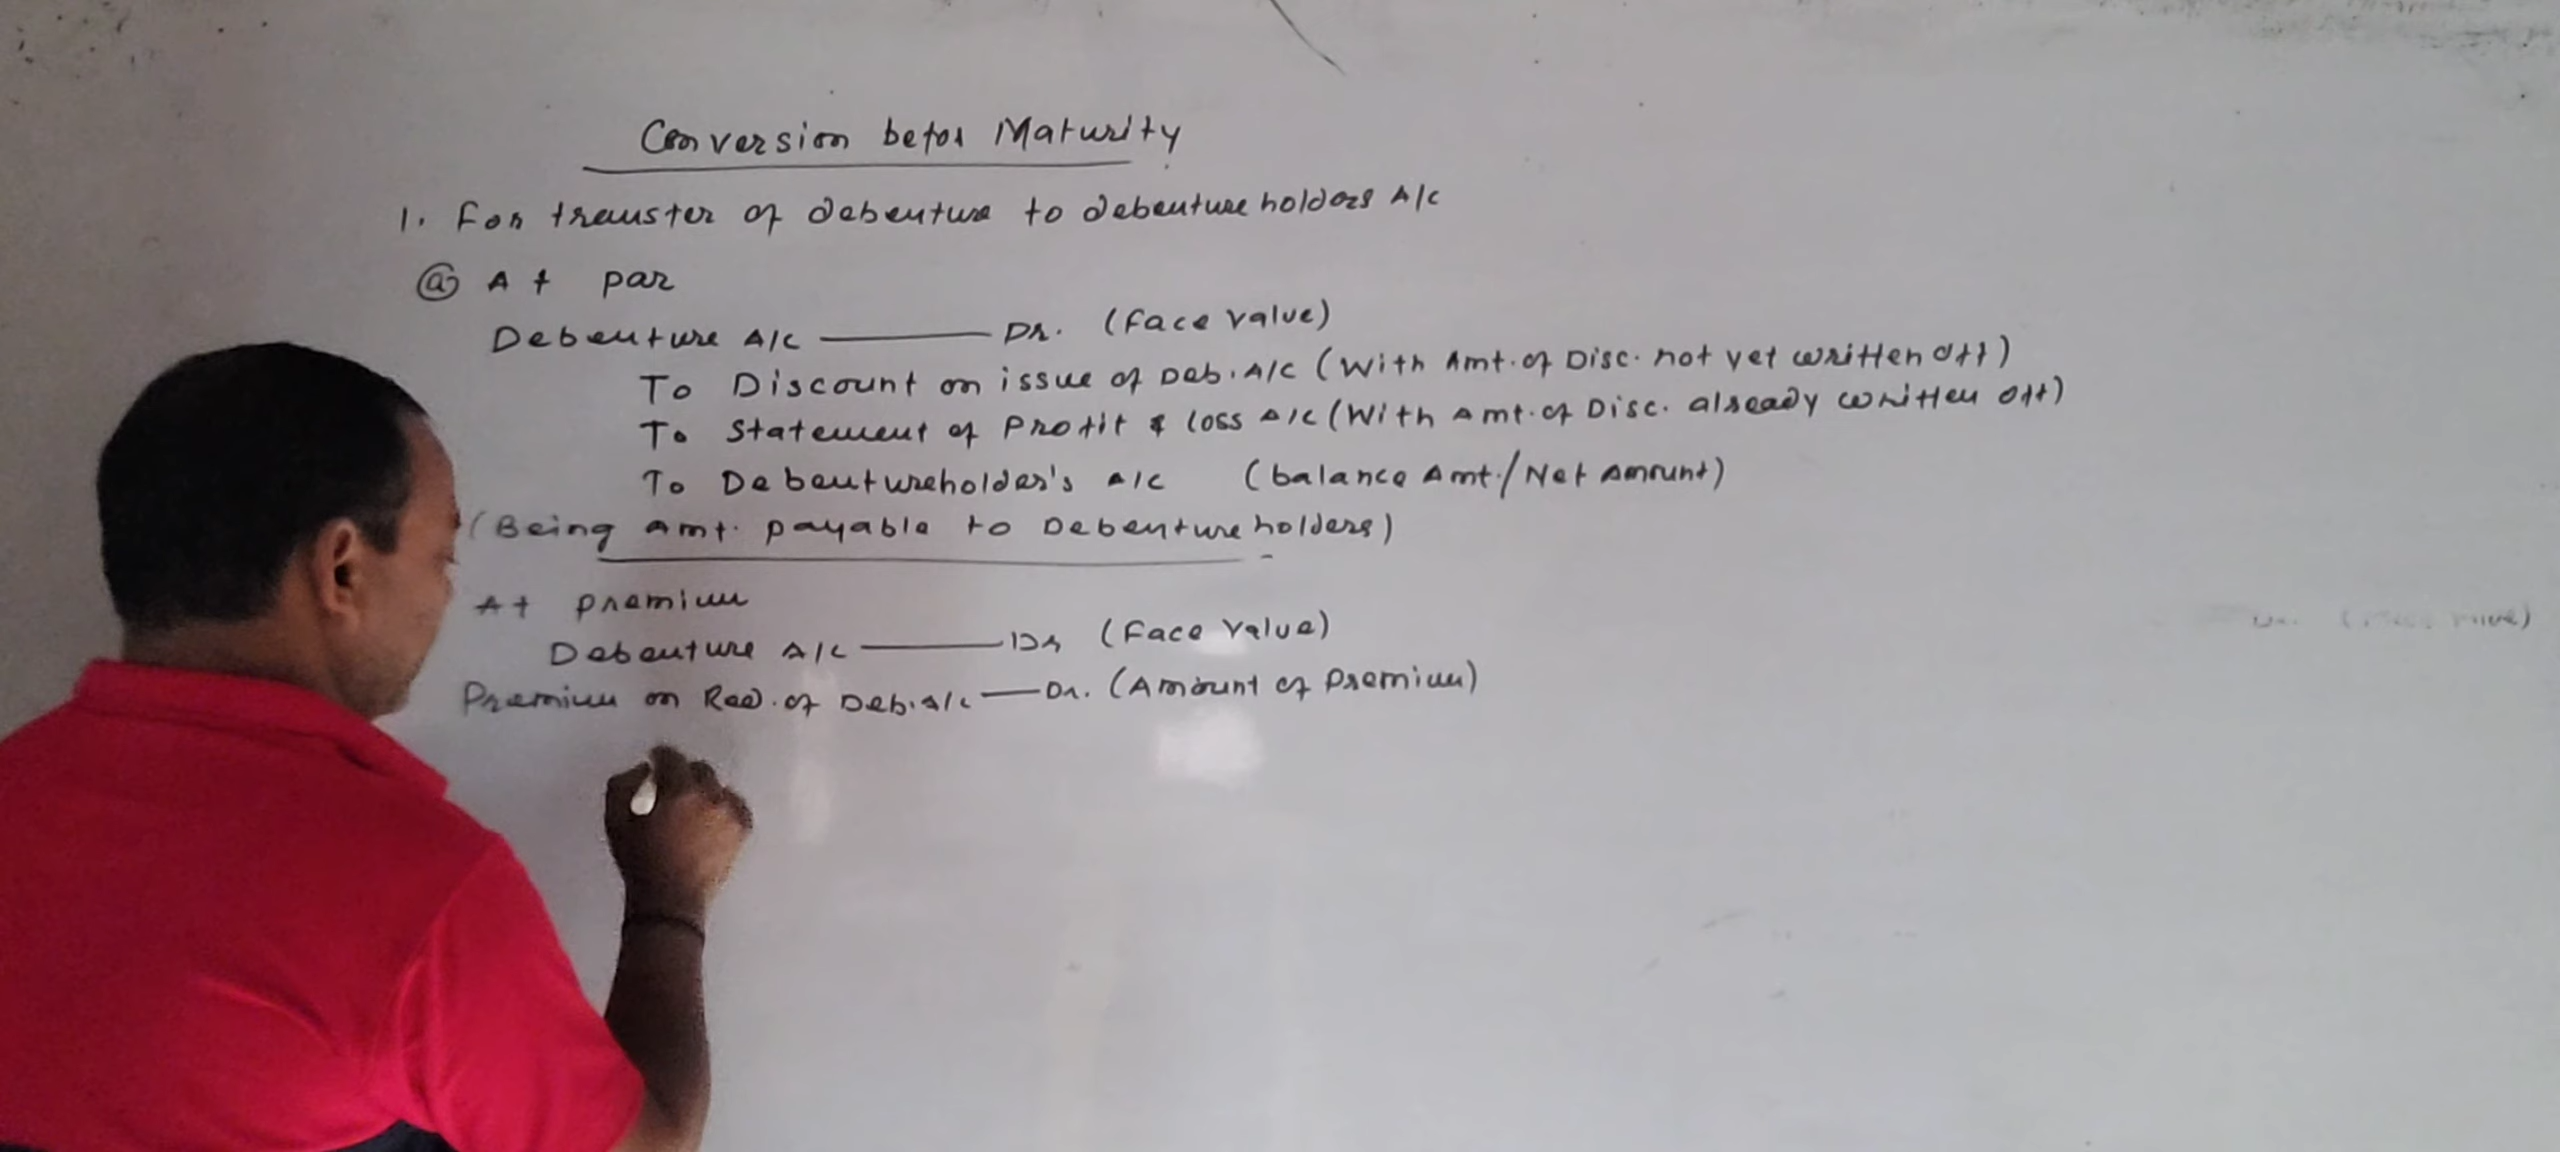 Conversion befor Maturity
1. For transfer of debenture to debenture holders A/c
(a) At par
Debenture A/c ——— Dr. (Face value)
To Discount on issue of Deb. A/c (With Amt. of Disc. not yet written off)
To Statement of Profit & loss A/c (With Amt. of Disc. already written off)
To Debentureholder's A/c (balance Amt./Net Amount)
(Being Amt. payable to Debenture holders)
At premium
Debenture A/c ——— Dr (Face Value)
Premium on Red. of Deb. A/c — Dr. (Amount of Premium)